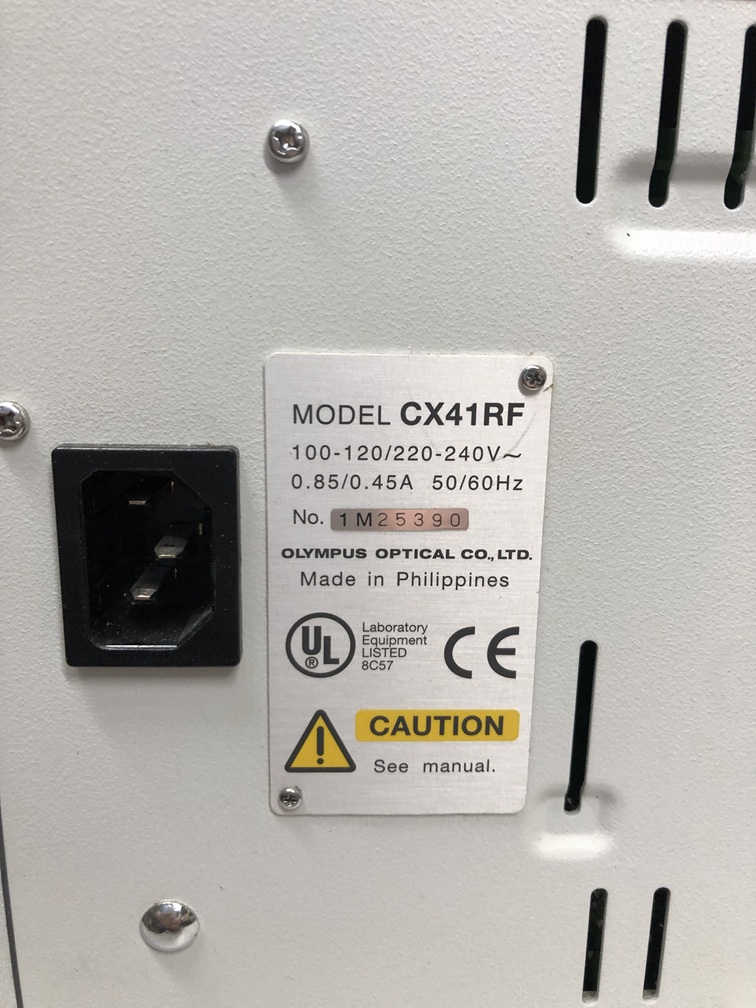 MODEL CX41RF
100-120/220-240V～
0.85/0.45A 50/60Hz
No. 1M25390
OLYMPUS OPTICAL CO., LTD.
Made in Philippines
UL
®
Laboratory
Equipment
LISTED
8C57
CE
CAUTION
See manual.